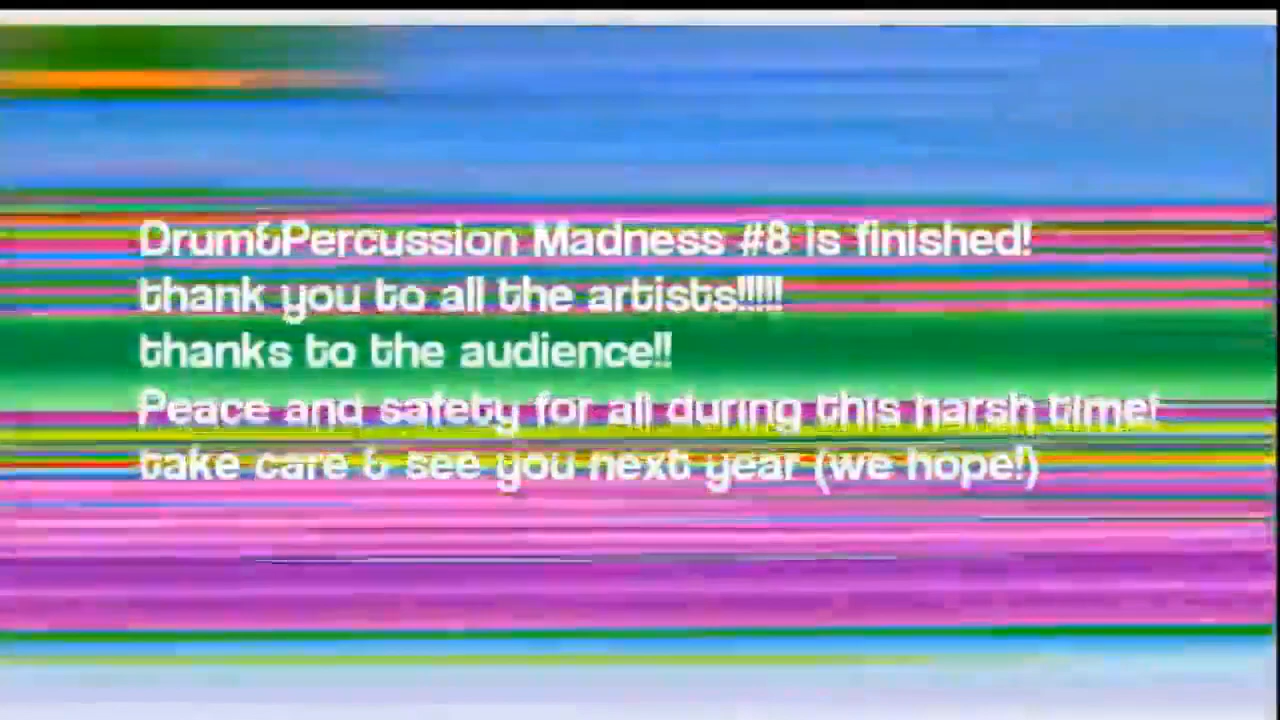 Drum&Percussion Madness #8 is finished!
thank you to all the artists!!!!!
thanks to the audience!!
Peace and safety for all during this harsh time!
take care & see you next year (we hope!)